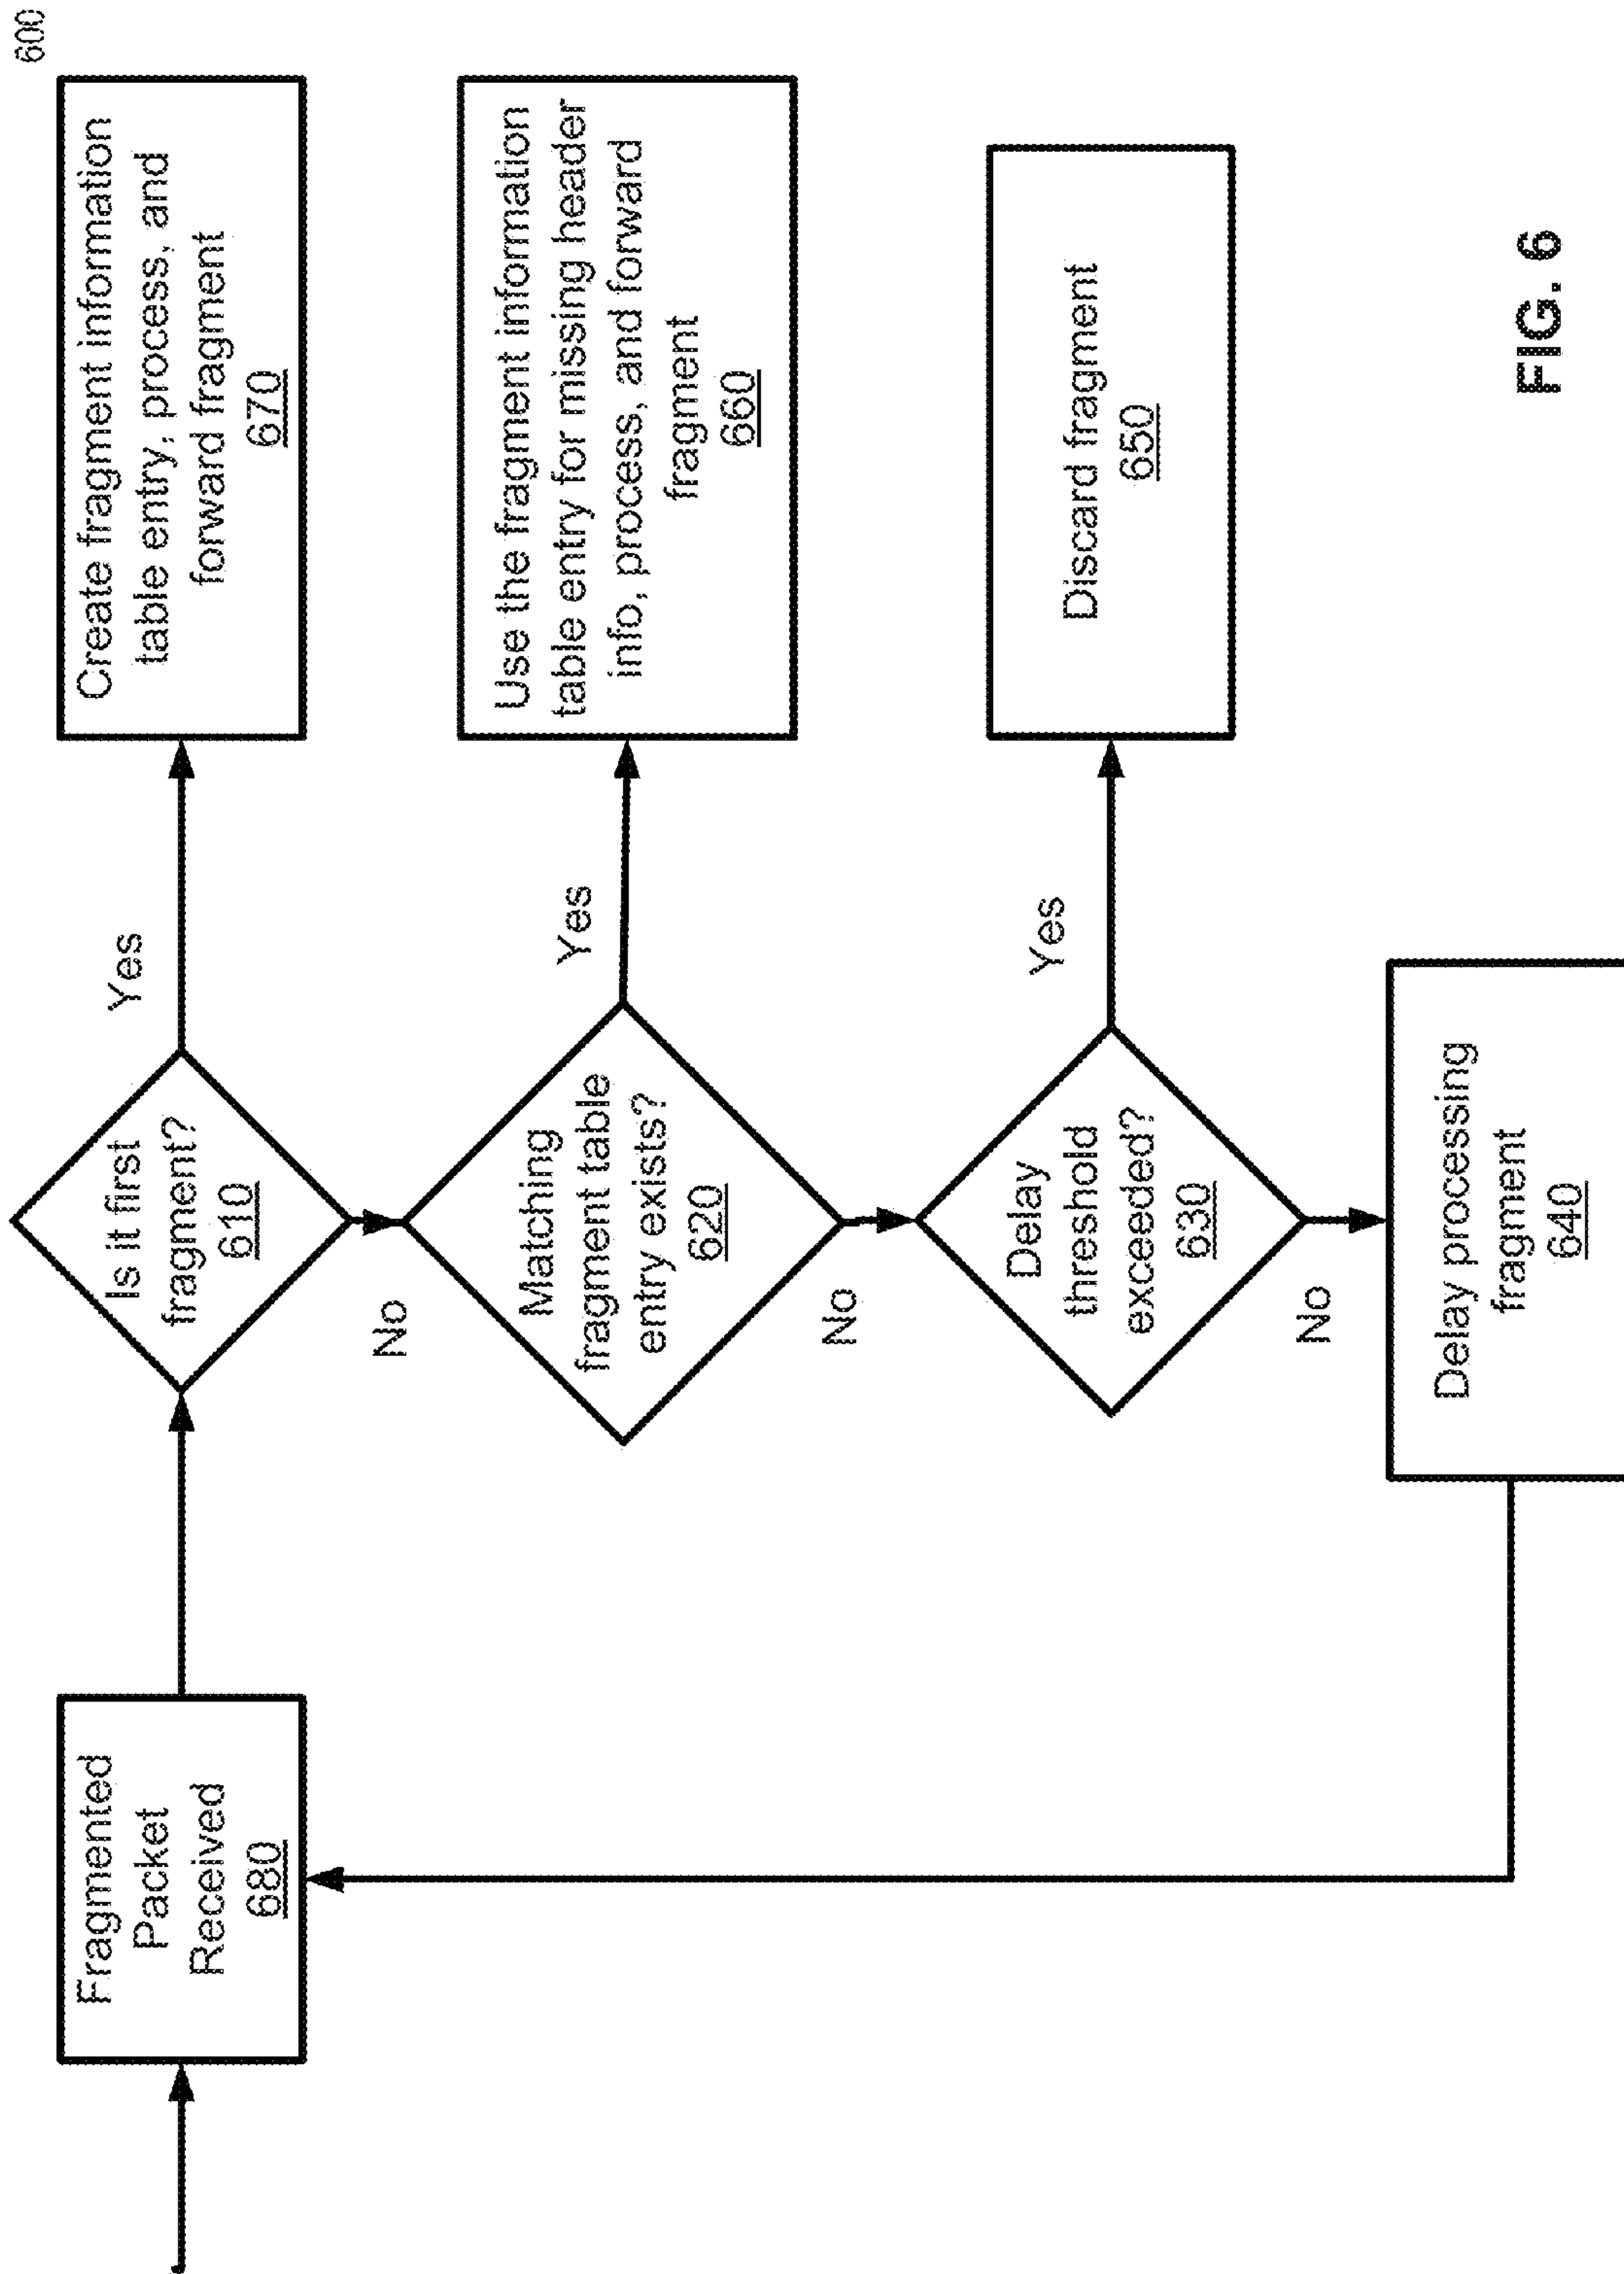 600
Fragmented
Packet
Received
680
Is it first
fragment?
610
Yes
Create fragment information
table entry, process, and
forward fragment
670
No
Matching
fragment table
entry exists?
620
Yes
Use the fragment information
table entry for missing header
info, process, and forward
fragment
660
No
Delay
threshold
exceeded?
630
Yes
Discard fragment
650
No
Delay processing
fragment
640
FIG. 6